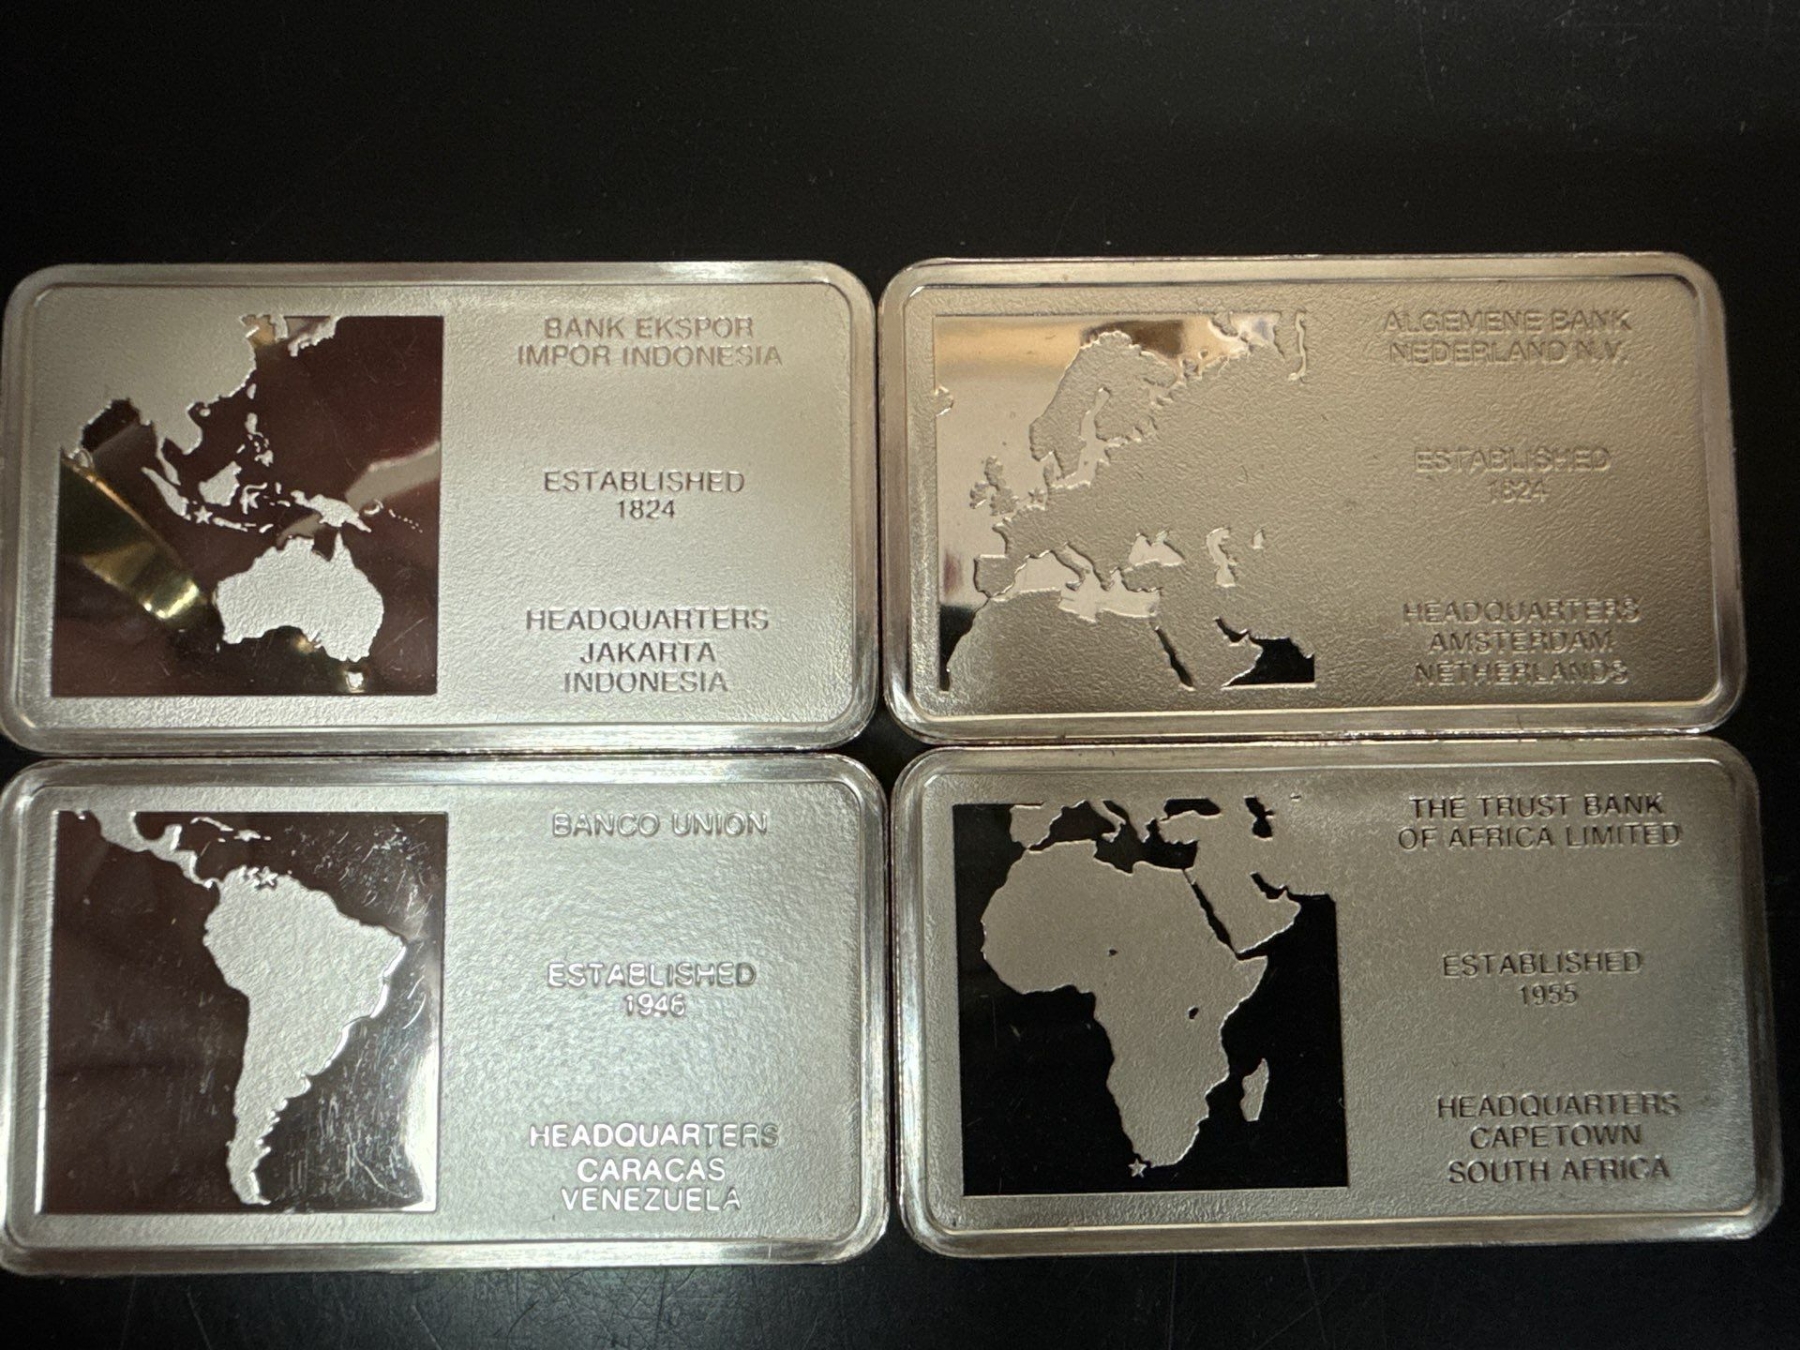 BANK EKSPOR
IMPOR INDONESIA
ESTABLISHED
1824
HEADQUARTERS
JAKARTA
INDONESIA
ALGEMENE BANK
NEDERLAND N.V.
ESTABLISHED
1824
HEADQUARTERS
AMSTERDAM
NETHERLANDS
BANCO UNION
ESTABLISHED
1946
HEADQUARTERS
CARACAS
VENEZUELA
THE TRUST BANK
OF AFRICA LIMITED
ESTABLISHED
1955
HEADQUARTERS
CAPETOWN
SOUTH AFRICA